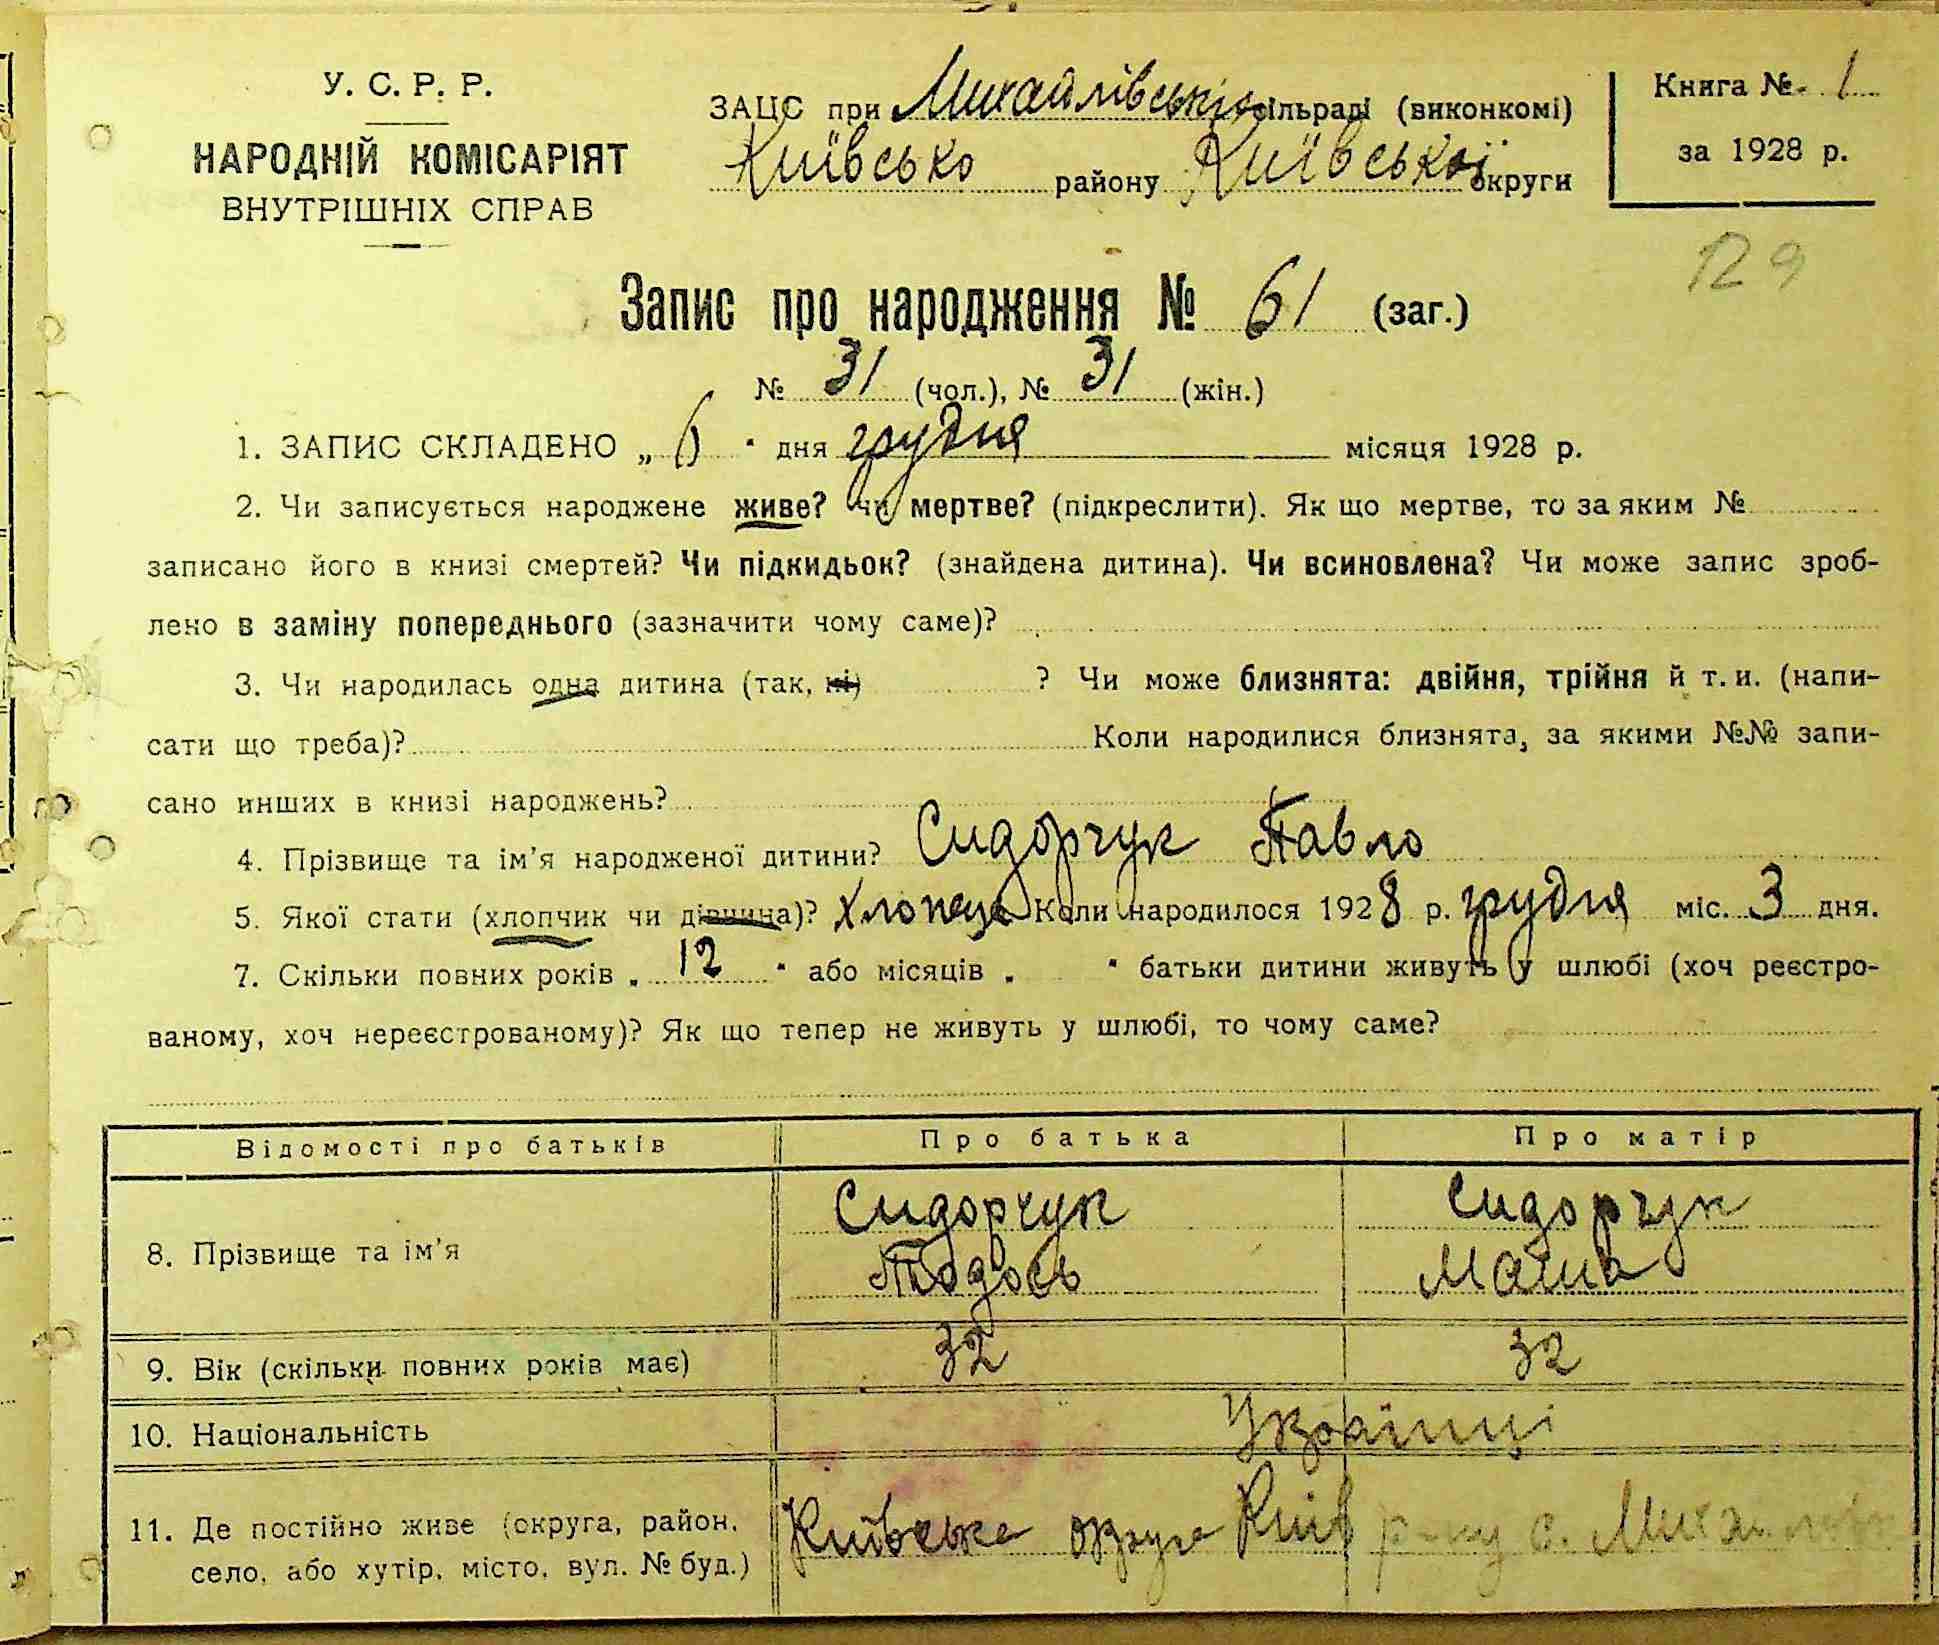 У. С. Р. Р.
НАРОДНІЙ КОМІСАРІЯТ
ВНУТРІШНІХ СПРАВ
ЗАЦС при Михайлівські сільраді (виконкомі)
Київсько району Київської округи
Книга № 1
за 1928 р.
129
Запис про народження № 61 (заг.)
№ 31 (чол.), № 31 (жін.)
1. ЗАПИС СКЛАДЕНО „ 6 " дня грудня місяця 1928 р.
2. Чи записується народжене живе? чи мертве? (підкреслити). Як що мертве, то за яким №
записано його в книзі смертей? Чи підкидьок? (знайдена дитина). Чи всиновлена? Чи може запис зроб-
лено в заміну попереднього (зазначити чому саме)?
3. Чи народилась одна дитина (так, ні) ? Чи може близнята: двійня, трійня й т. и. (напи-
сати що треба)? Коли народилися близнята, за якими №№ запи-
сано инших в книзі народжень?
4. Прізвище та ім'я народженої дитини? Сидорчук Павло
5. Якої стати (хлопчик чи дівчина)? Хлопець Коли народилося 1928 р. грудня міс. 3 дня.
7. Скільки повних років „ 12 " або місяців „ " батьки дитини живуть у шлюбі (хоч реєстро-
ваному, хоч нереєстрованому)? Як що тепер не живуть у шлюбі, то чому саме?
Відомості про батьків Про батька Про матір
8. Прізвище та ім'я Сидорчук Сидорчук
Тодось Маша
9. Вік (скільки повних років має) 32 32
10. Національність Українці
11. Де постійно живе (округа, район, село, або хутір, місто, вул. № буд.) Київська округа Київ с.